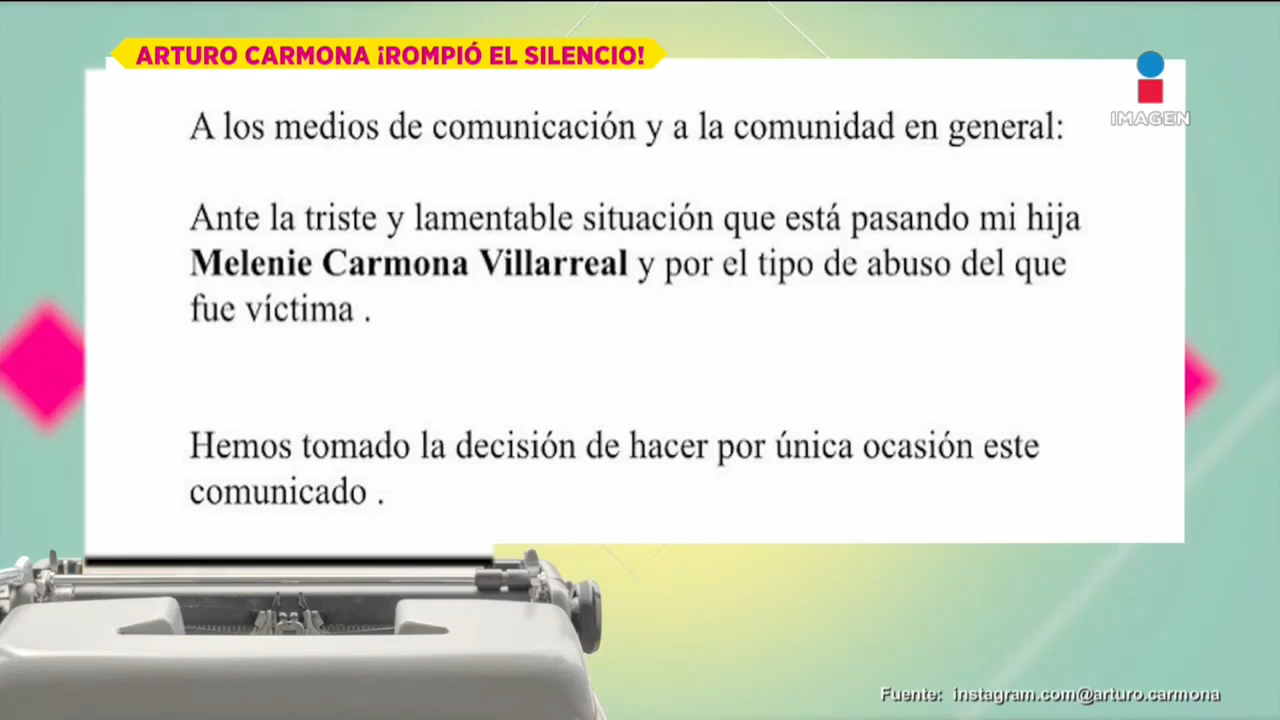 ARTURO CARMONA ¡ROMPIÓ EL SILENCIO!
IMAGEN
A los medios de comunicación y a la comunidad en general:
Ante la triste y lamentable situación que está pasando mi hija
Melenie Carmona Villarreal y por el tipo de abuso del que
fue víctima .
Hemos tomado la decisión de hacer por única ocasión este
comunicado .
Fuente: instagram.com@arturo.carmona